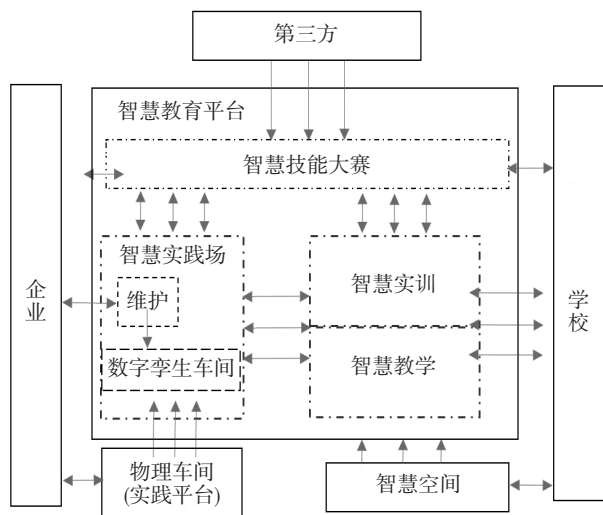 第三方
智慧教育平台
智慧技能大赛
智慧实践场
企业
维护
智慧实训
学校
数字孪生车间
智慧教学
物理车间
(实践平台)
智慧空间